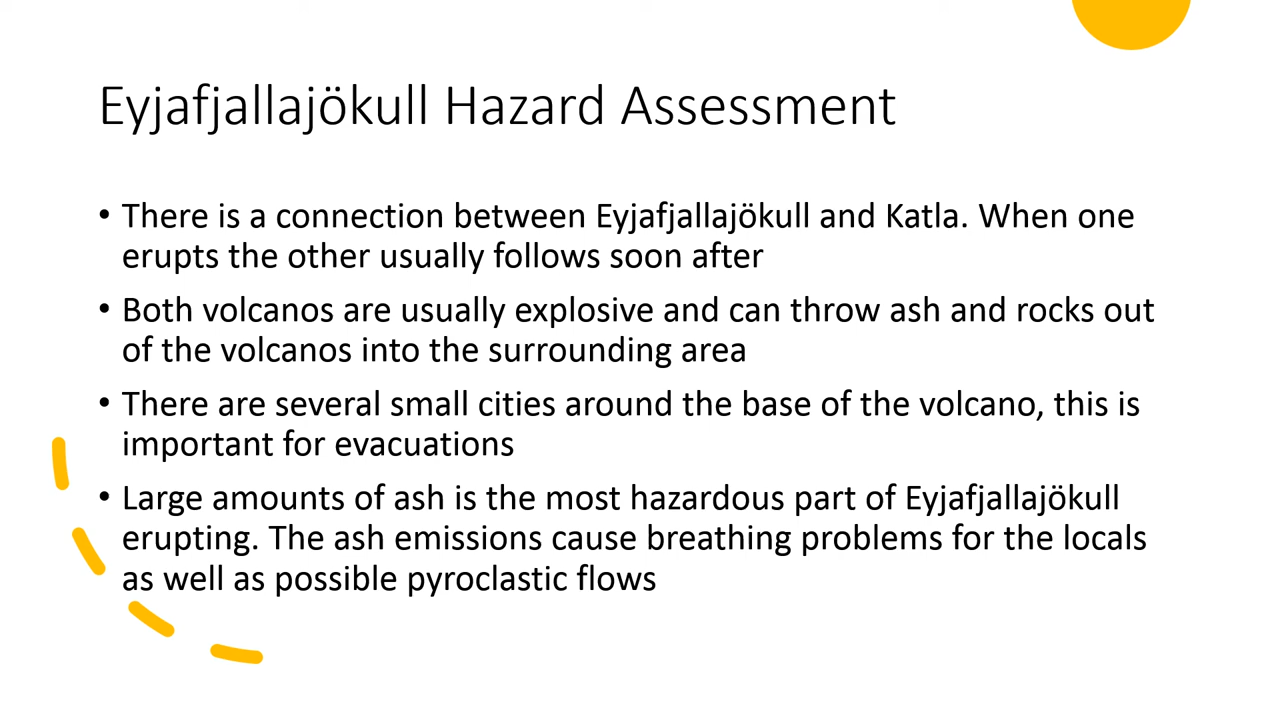 Eyjafjallajökull Hazard Assessment
• There is a connection between Eyjafjallajökull and Katla. When one
erupts the other usually follows soon after
• Both volcanos are usually explosive and can throw ash and rocks out
of the volcanos into the surrounding area
• There are several small cities around the base of the volcano, this is
important for evacuations
• Large amounts of ash is the most hazardous part of Eyjafjallajökull
erupting. The ash emissions cause breathing problems for the locals
as well as possible pyroclastic flows